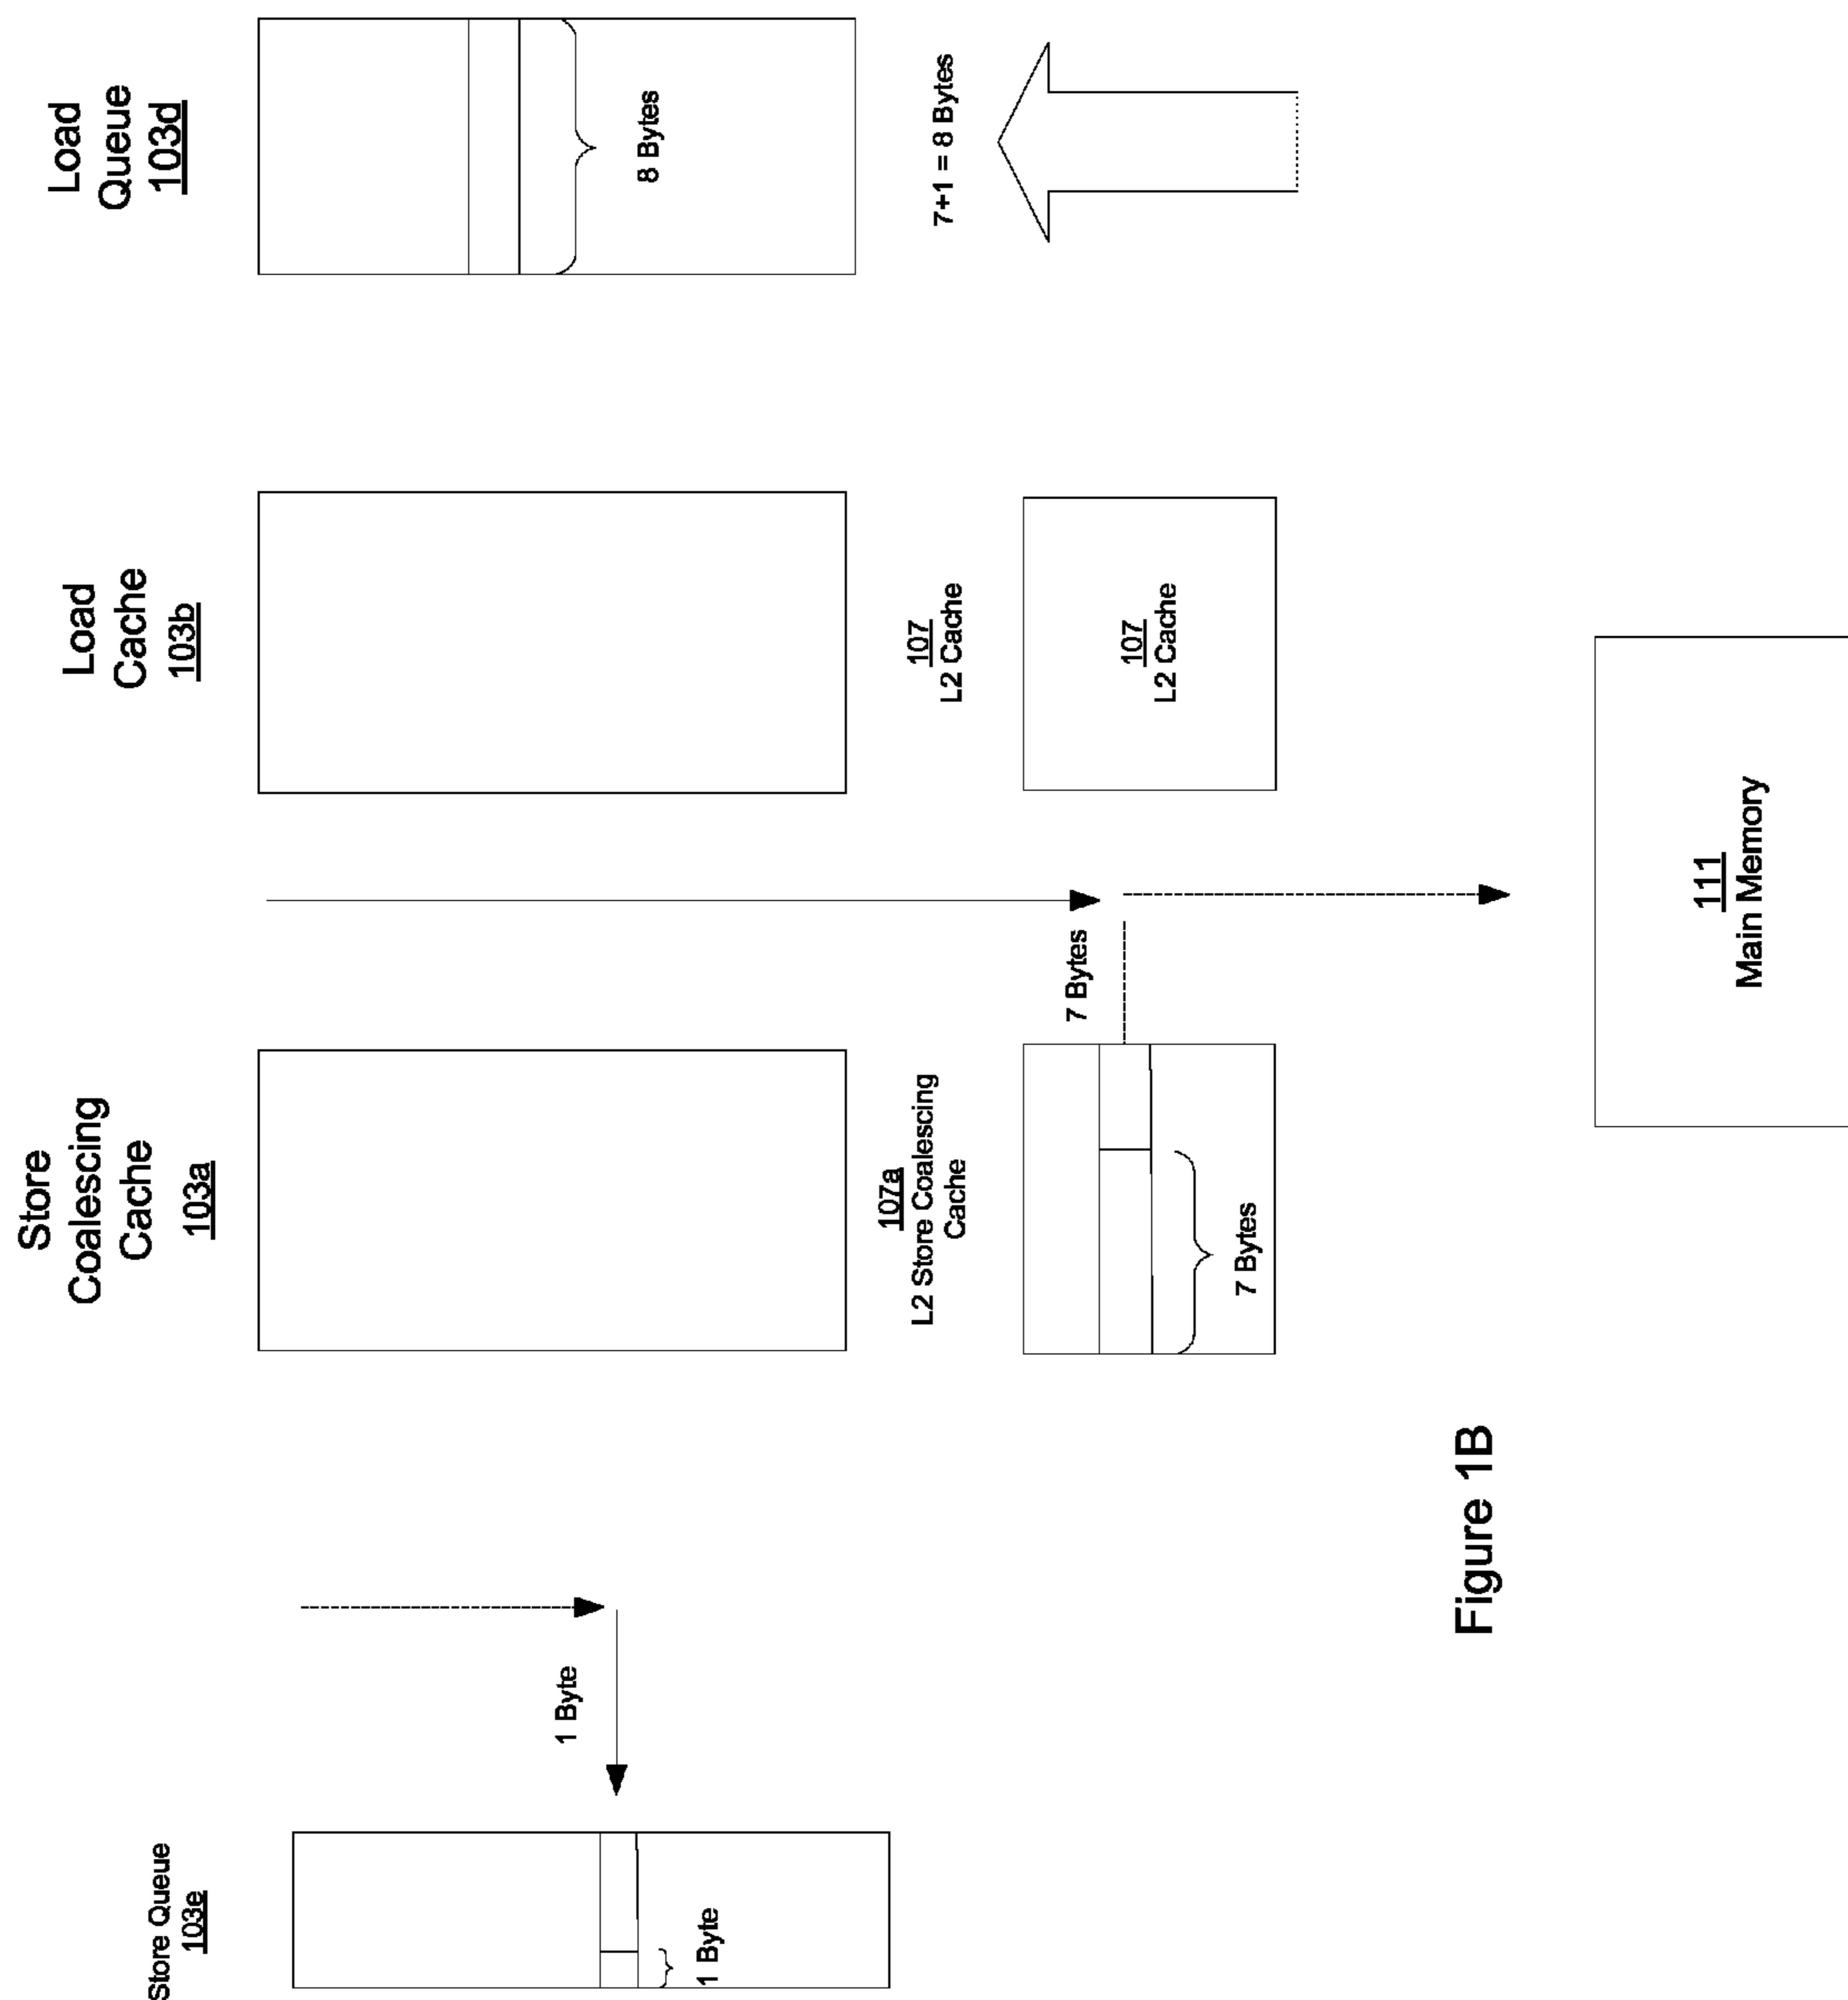 Store Queue
103e
1 Byte
1 Byte
Store
Coalescing
Cache
103a
107a
L2 Store Coalescing
Cache
7 Bytes
7 Bytes
Load
Cache
103b
107
L2 Cache
107
L2 Cache
Load
Queue
103d
8 Bytes
7+1 = 8 Bytes
111
Main Memory
Figure 1B